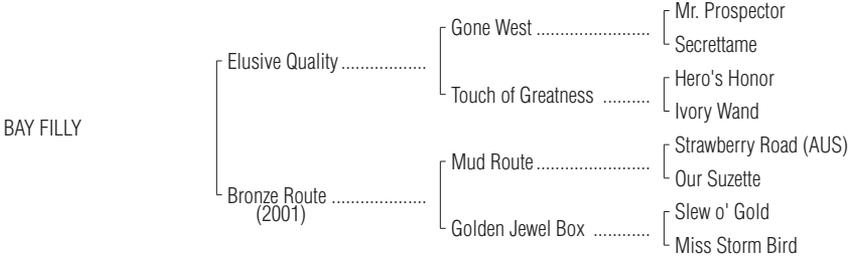 Mr. Prospector
Gone West ........................
Secrettame
Elusive Quality ..................
Hero's Honor
Touch of Greatness ..........
Ivory Wand
BAY FILLY
Strawberry Road (AUS)
Mud Route ........................
Our Suzette
Bronze Route ....................
(2001)
Slew o' Gold
Golden Jewel Box ............
Miss Storm Bird